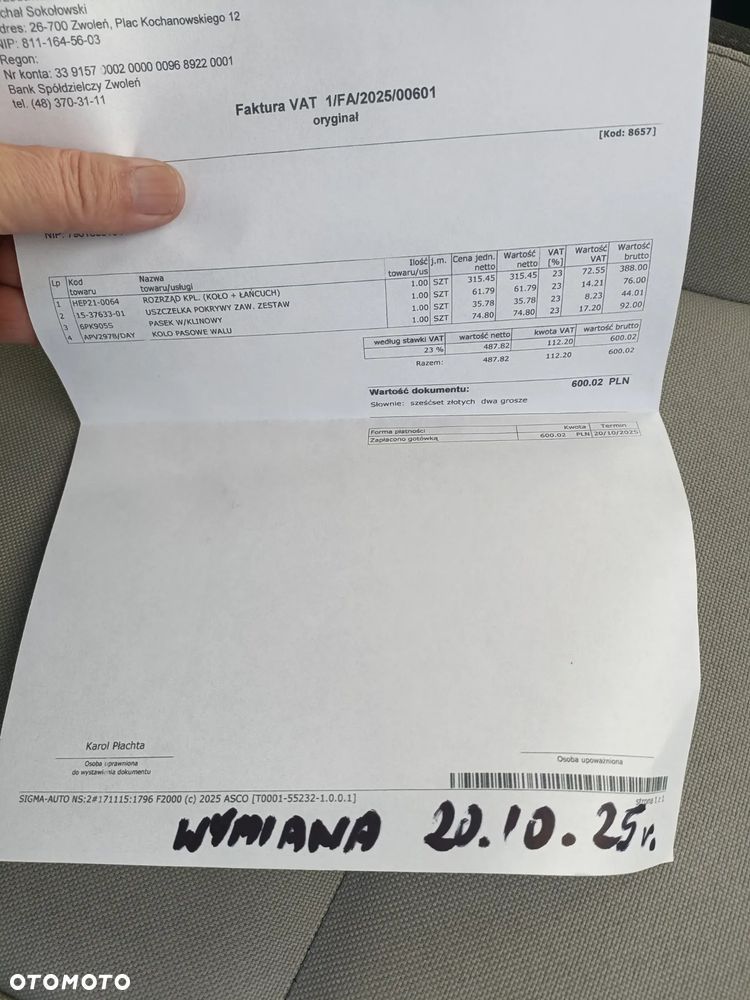 chał Sokołowski
dres: 26-700 Zwoleń, Plac Kochanowskiego 12
NIP: 811-164-56-03
Regon:
Nr konta: 33 9157 0002 0000 0096 8922 0001
Bank Spółdzielczy Zwoleń
tel. (48) 370-31-11
Faktura VAT 1/FA/2025/00601
oryginał
[Kod: 8657]
NIP:
Lp Kod towaru Nazwa towaru/usługi Ilość towaru/us j.m. Cena jedn. netto Wartość netto VAT [%] Wartość VAT Wartość brutto
1 HEP21-0064 ROZRZĄD KPL. (KOŁO + ŁAŃCUCH) 1.00 SZT 315.45 315.45 23 72.55 388.00
2 15-37633-01 USZCZELKA POKRYWY ZAW. ZESTAW 1.00 SZT 61.79 61.79 23 14.21 76.00
3 6PK905S PASEK W/KLINOWY 1.00 SZT 35.78 35.78 23 8.23 44.01
4 APV2978/DAY KOŁO PASOWE WAŁU 1.00 SZT 74.80 74.80 23 17.20 92.00
według stawki VAT wartość netto kwota VAT wartość brutto
23 % 487.82 112.20 600.02
Razem: 487.82 112.20 600.02
Wartość dokumentu: 600.02 PLN
Słownie: sześćset złotych dwa grosze
Forma płatności Kwota Termin
Zapłacono gotówką 600.02 PLN 20/10/2025
Karol Płachta
Osoba uprawniona
do wystawienia dokumentu
Osoba upoważniona
SIGMA-AUTO NS:2#171115:1796 F2000 (c) 2025 ASCO [T0001-55232-1.0.0.1]
strona 1z1
WYMIANA 20.10.25r.
OTOMOTO